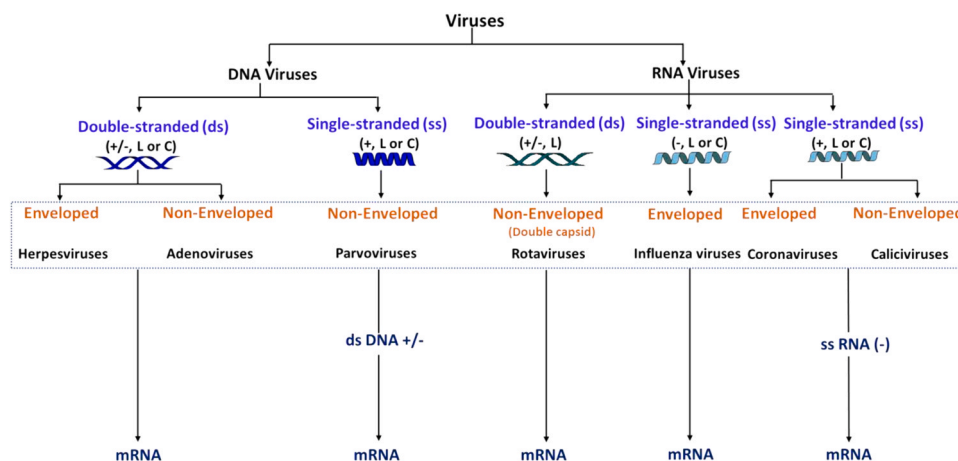 Viruses
DNA Viruses
RNA Viruses
Double-stranded (ds)
(+/-, L or C)
Single-stranded (ss)
(+, L or C)
Double-stranded (ds)
(+/-, L)
Single-stranded (ss)
(-, L or C)
Single-stranded (ss)
(+, L or C)
Enveloped
Non-Enveloped
Non-Enveloped
Non-Enveloped
(Double capsid)
Enveloped
Enveloped
Non-Enveloped
Herpesviruses
Adenoviruses
Parvoviruses
Rotaviruses
Influenza viruses
Coronaviruses
Caliciviruses
ds DNA +/-
ss RNA (-)
mRNA
mRNA
mRNA
mRNA
mRNA